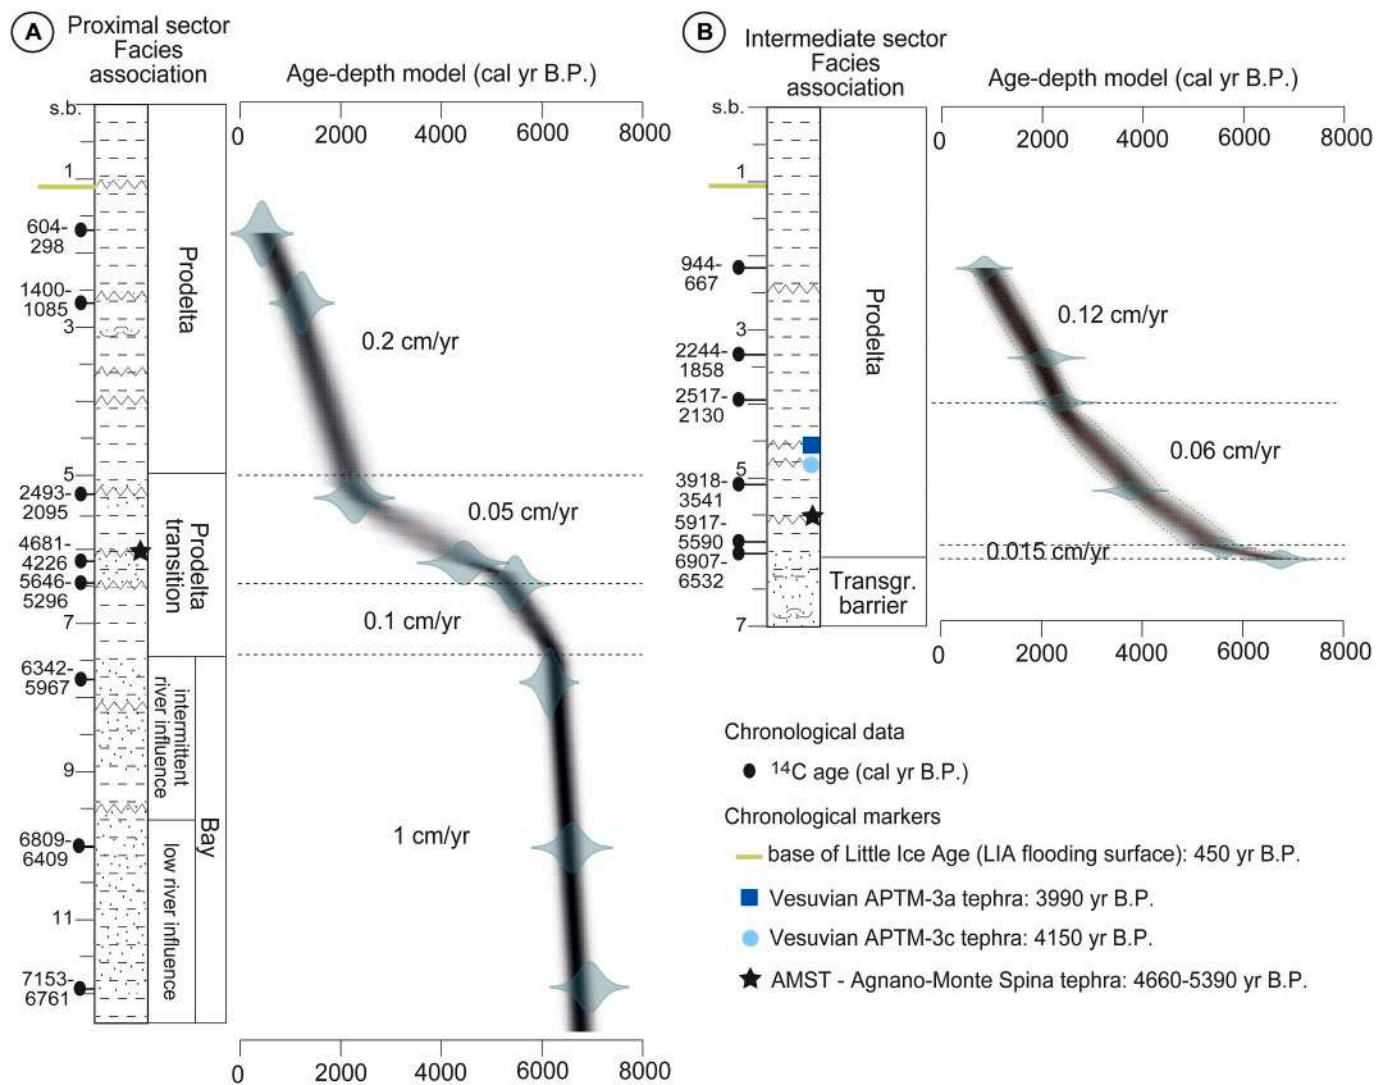 A
Proximal sector
Facies
association
Age-depth model (cal yr B.P.)
s.b.
0 2000 4000 6000 8000
1
604-
298
1400-
1085
3
Prodelta
0.2 cm/yr
5
2493-
2095
4681-
4226
5646-
5296
7
Prodelta
transition
0.05 cm/yr
0.1 cm/yr
6342-
5967
intermittent
river influence
9
6809-
6409
11
7153-
6761
low river influence
Bay
1 cm/yr
0 2000 4000 6000 8000
B
Intermediate sector
Facies
association
Age-depth model (cal yr B.P.)
s.b.
0 2000 4000 6000 8000
1
944-
667
3
2244-
1858
2517-
2130
5
3918-
3541
5917-
5590
6907-
6532
7
Prodelta
Transgr.
barrier
0.12 cm/yr
0.06 cm/yr
0.015 cm/yr
0 2000 4000 6000 8000
Chronological data
14C age (cal yr B.P.)
Chronological markers
base of Little Ice Age (LIA flooding surface): 450 yr B.P.
Vesuvian APTM-3a tephra: 3990 yr B.P.
Vesuvian APTM-3c tephra: 4150 yr B.P.
AMST - Agnano-Monte Spina tephra: 4660-5390 yr B.P.